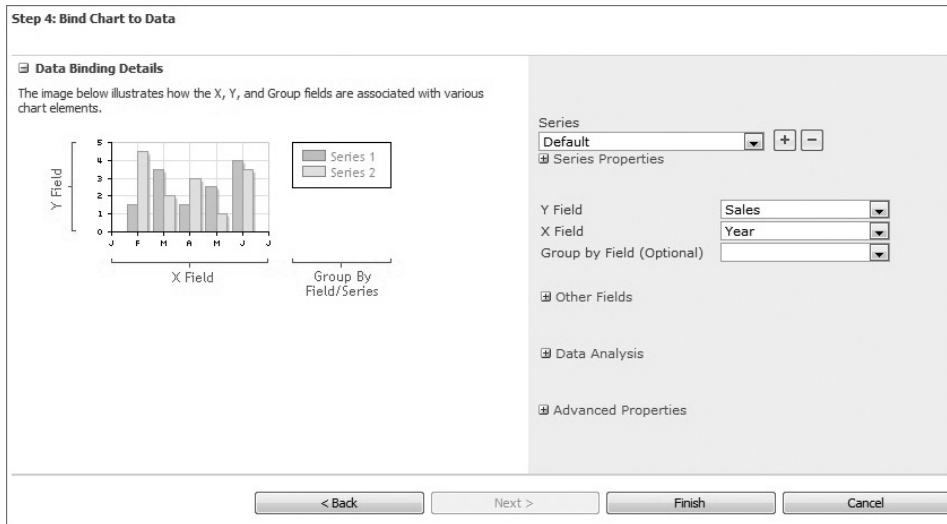 Step 4: Bind Chart to Data
Data Binding Details
The image below illustrates how the X, Y, and Group fields are associated with various
chart elements.
Y Field
5
4
3
2
1
0
J F M A M J J
X Field
Series 1
Series 2
Group By
Field/Series
Series
Default
+ −
Series Properties
Y Field Sales
X Field Year
Group by Field (Optional)
Other Fields
Data Analysis
Advanced Properties
< Back Next > Finish Cancel